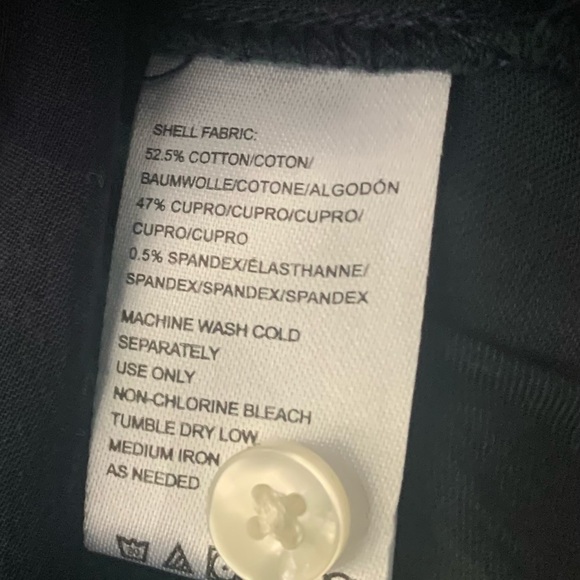 SHELL FABRIC:
52.5% COTTON/COTON/
BAUMWOLLE/COTONE/ALGODÓN
47% CUPRO/CUPRO/CUPRO/
CUPRO/CUPRO
0.5% SPANDEX/ÉLASTHANNE/
SPANDEX/SPANDEX/SPANDEX
MACHINE WASH COLD
SEPARATELY
USE ONLY
NON-CHLORINE BLEACH
TUMBLE DRY LOW
MEDIUM IRON
AS NEEDED